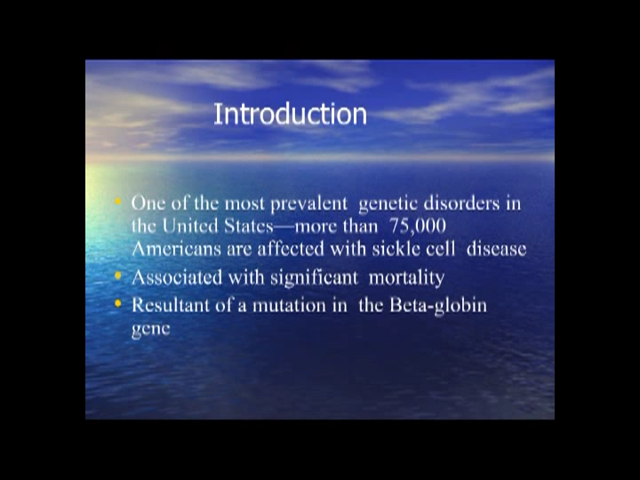 Introduction
• One of the most prevalent genetic disorders in
the United States—more than 75,000
Americans are affected with sickle cell disease
• Associated with significant mortality
• Resultant of a mutation in the Beta-globin
gene